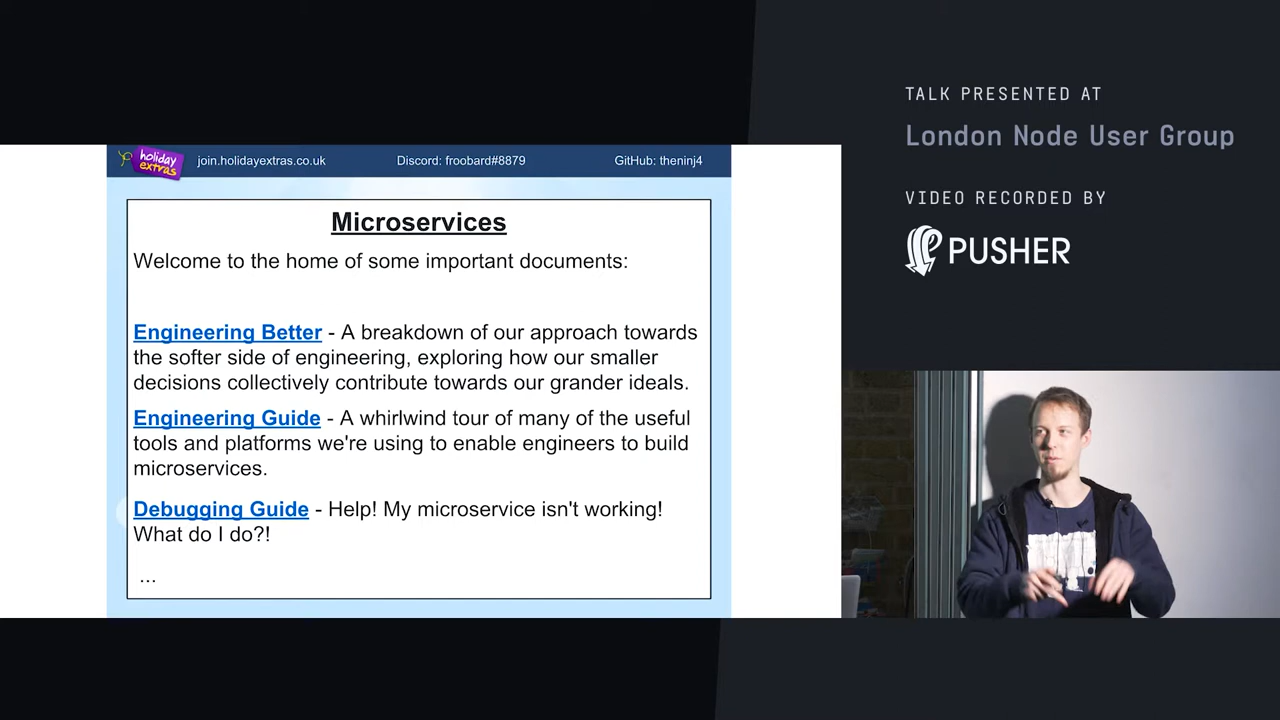 holiday
extras
join.holidayextras.co.uk
Discord: froobard#8879
GitHub: theninj4
Microservices
Welcome to the home of some important documents:
Engineering Better - A breakdown of our approach towards
the softer side of engineering, exploring how our smaller
decisions collectively contribute towards our grander ideals.
Engineering Guide - A whirlwind tour of many of the useful
tools and platforms we're using to enable engineers to build
microservices.
Debugging Guide - Help! My microservice isn't working!
What do I do?!
...
TALK PRESENTED AT
London Node User Group
VIDEO RECORDED BY
PUSHER